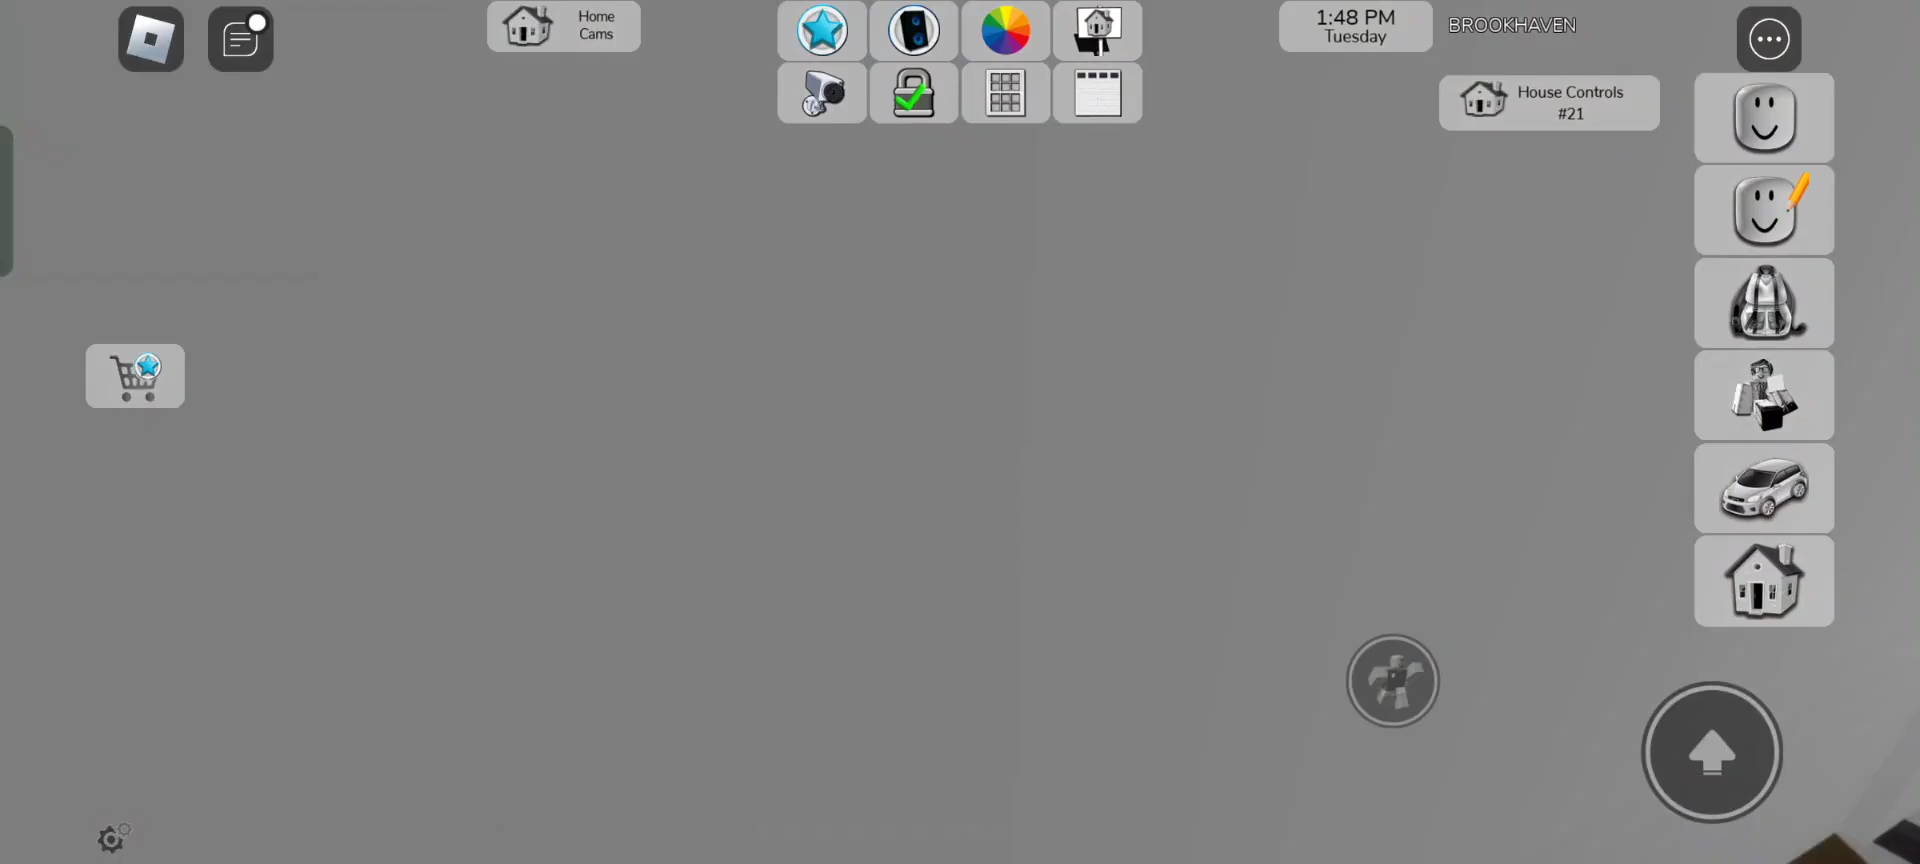 Home
Cams
1:48 PM
Tuesday
BROOKHAVEN
House Controls
#21